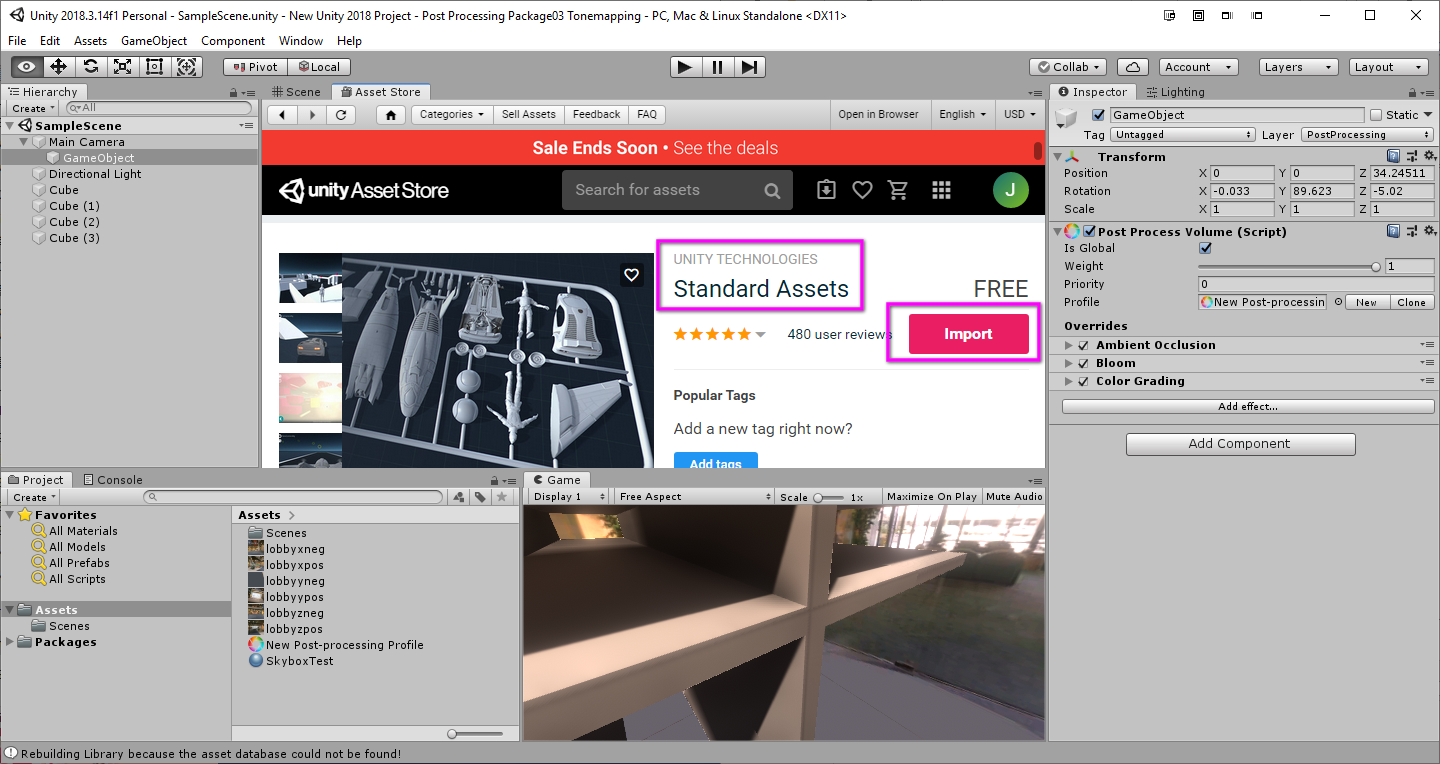 Unity 2018.3.14f1 Personal - SampleScene.unity - New Unity 2018 Project - Post Processing Package03 Tonemapping - PC, Mac & Linux Standalone <DX11>
File Edit Assets GameObject Component Window Help
Pivot Local Collab Account Layers Layout
Hierarchy
Create All
SampleScene
Main Camera
GameObject
Directional Light
Cube
Cube (1)
Cube (2)
Cube (3)
Scene Asset Store
Categories Sell Assets Feedback FAQ Open in Browser English USD
Sale Ends Soon • See the deals
unity Asset Store Search for assets J
UNITY TECHNOLOGIES
Standard Assets FREE
480 user reviews Import
Popular Tags
Add a new tag right now?
Add tags
Inspector Lighting
GameObject Static
Tag Untagged Layer PostProcessing
Transform
Position X 0 Y 0 Z 34.24511
Rotation X -0.033 Y 89.623 Z -5.02
Scale X 1 Y 1 Z 1
Post Process Volume (Script)
Is Global
Weight 1
Priority 0
Profile New Post-processin New Clone
Overrides
Ambient Occlusion
Bloom
Color Grading
Add effect...
Add Component
Project Console
Create
Favorites
All Materials
All Models
All Prefabs
All Scripts
Assets
Scenes
Packages
Assets
Scenes
lobbyxneg
lobbyxpos
lobbyyneg
lobbyypos
lobbyzneg
lobbyzpos
New Post-processing Profile
SkyboxTest
Game
Display 1 Free Aspect Scale 1x Maximize On Play Mute Audio
Rebuilding Library because the asset database could not be found!